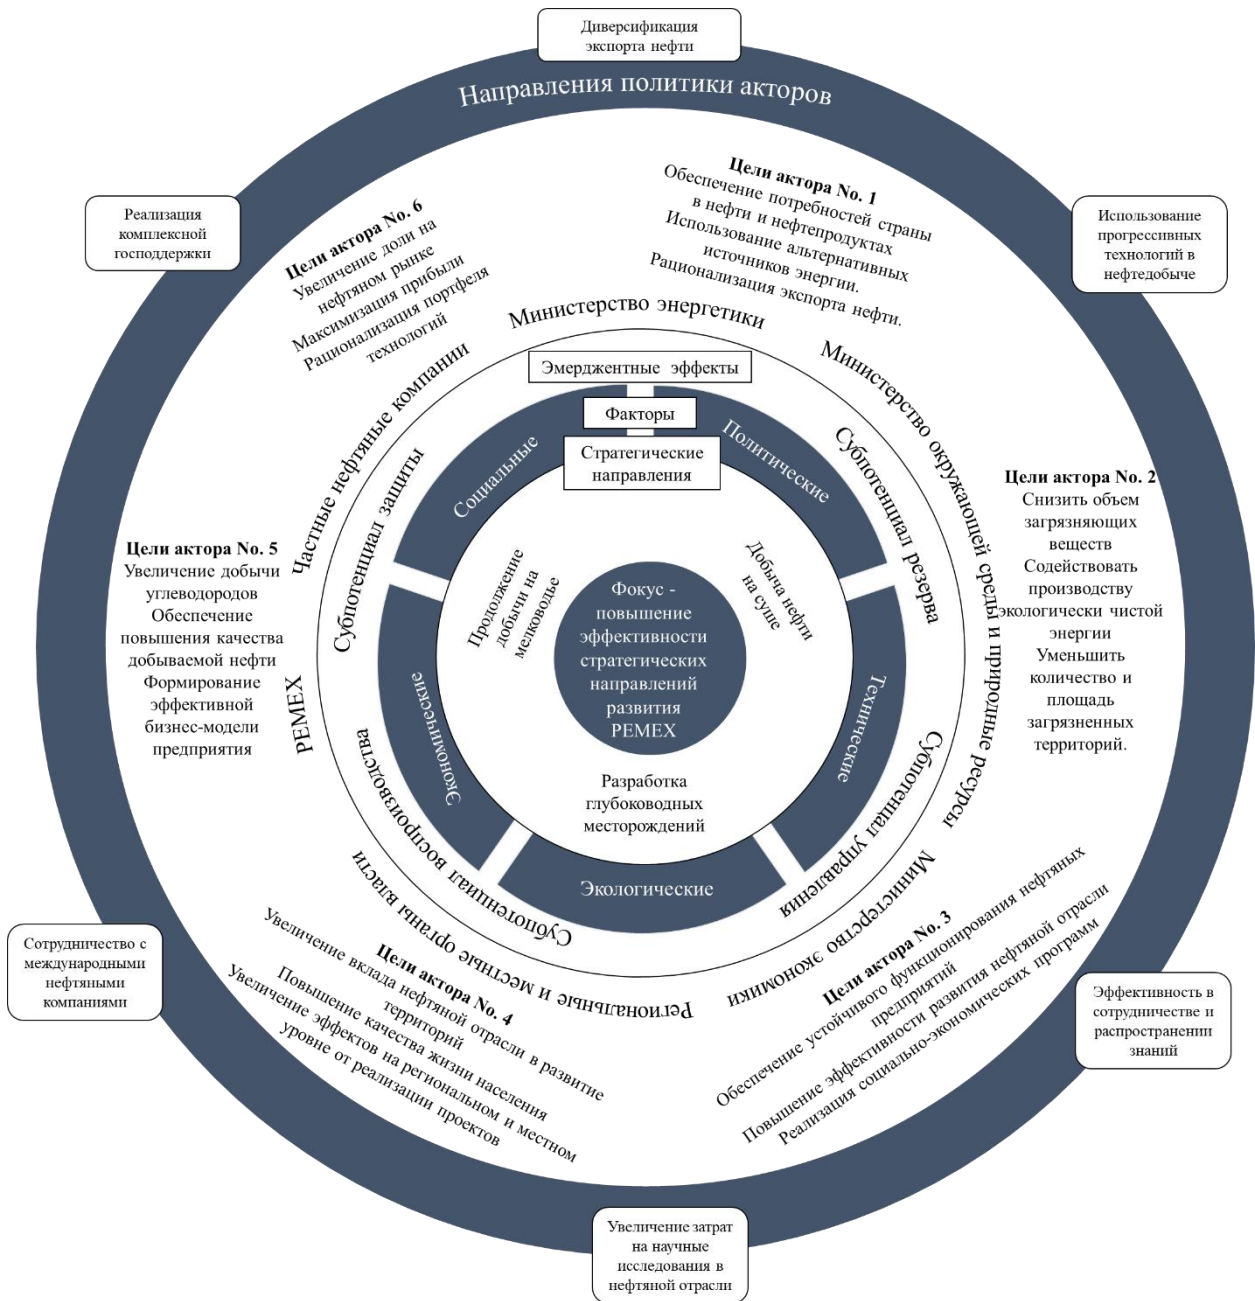 Диверсификация
экспорта нефти
Направления политики акторов
Реализация
комплексной
господдержки
Использование
прогрессивных
технологий в
нефтедобыче
Цели актора No. 6
Увеличение доли на
нефтяном рынке
Максимизация прибыли
Рационализация портфеля
технологий
Цели актора No. 1
Обеспечение потребностей страны
в нефти и нефтепродуктах
Использование альтернативных
источников энергии.
Рационализация экспорта нефти.
Министерство энергетики
Частные нефтяные компании
Министерство окружающей среды и природные ресурсы
Эмерджентные эффекты
Факторы
Стратегические
направления
Социальные
Политические
Субпотенциал защиты
Субпотенциал резерва
Цели актора No. 5
Увеличение добычи
углеводородов
Обеспечение
повышения качества
добываемой нефти
Формирование
эффективной
бизнес-модели
предприятия
PEMEX
Продолжение
добычи на
мелководье
Добыча нефти
на суше
Фокус -
повышение
эффективности
стратегических
направлений
развития
PEMEX
Разработка
глубоководных
месторождений
Экономические
Технические
Экологические
Субпотенциал воспроизводства
Субпотенциал управления
Цели актора No. 2
Снизить объем
загрязняющих
веществ
Содействовать
производству
экологически чистой
энергии
Уменьшить
количество и
площадь
загрязненных
территорий.
Региональные и местные органы власти
Министерство экономики
Цели актора No. 4
Увеличение вклада нефтяной отрасли в развитие
территорий
Повышение качества жизни населения
Увеличение эффектов на региональном и местном
уровне от реализации проектов
Цели актора No. 3
Обеспечение устойчивого функционирования нефтяных
предприятий
Повышение эффективности развития нефтяной отрасли
Реализация социально-экономических программ
Сотрудничество с
международными
нефтяными
компаниями
Эффективность в
сотрудничестве и
распространении
знаний
Увеличение затрат
на научные
исследования в
нефтяной отрасли